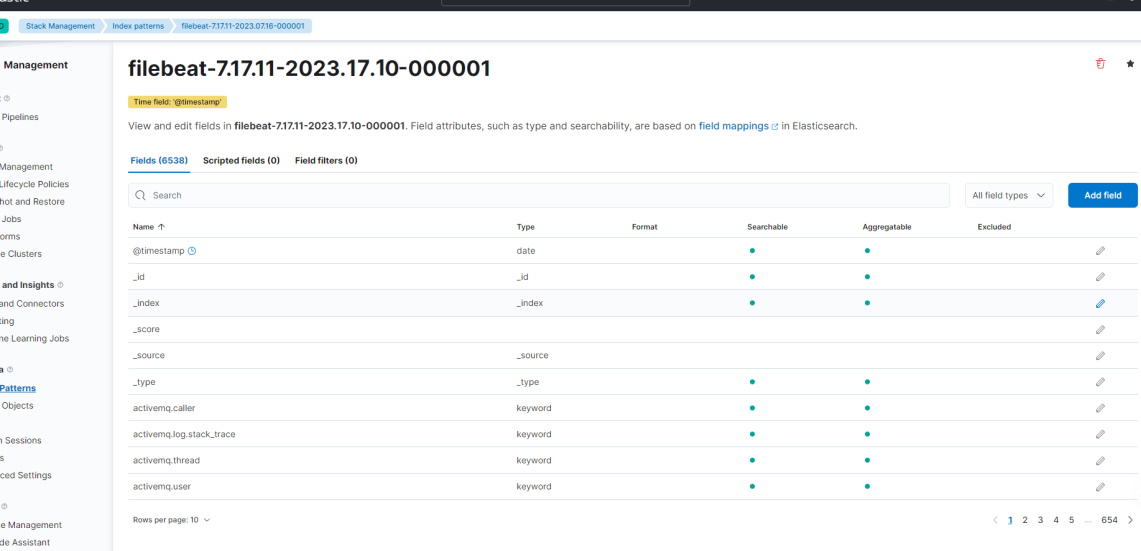 Stack Management
Index patterns
filebeat-7.17.11-2023.07.16-000001
Management
Pipelines
Management
Lifecycle Policies
hot and Restore
Jobs
orms
e Clusters
and Insights
and Connectors
ting
ne Learning Jobs
a
Patterns
Objects
n Sessions
s
ced Settings
e Management
de Assistant
filebeat-7.17.11-2023.17.10-000001
Time field: '@timestamp'
View and edit fields in filebeat-7.17.11-2023.17.10-000001. Field attributes, such as type and searchability, are based on field mappings in Elasticsearch.
Fields (6538) Scripted fields (0) Field filters (0)
Search All field types Add field
Name Type Format Searchable Aggregatable Excluded
@timestamp date
_id _id
_index _index
_score
_source _source
_type _type
activemq.caller keyword
activemq.log.stack_trace keyword
activemq.thread keyword
activemq.user keyword
Rows per page: 10 1 2 3 4 5 ... 654